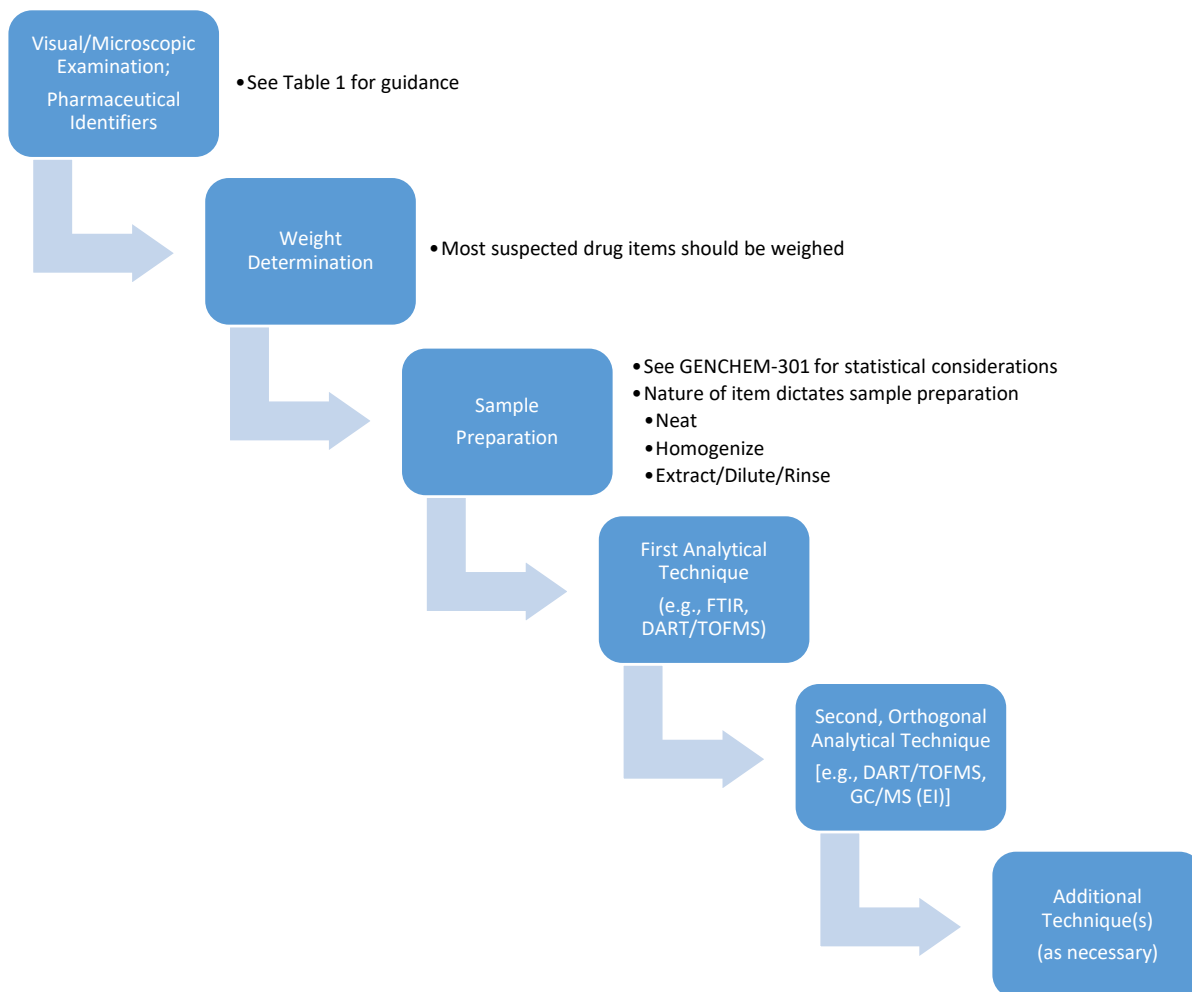 Visual/Microscopic
Examination;
Pharmaceutical
Identifiers
•See Table 1 for guidance
Weight
Determination
•Most suspected drug items should be weighed
Sample
Preparation
•See GENCHEM-301 for statistical considerations
•Nature of item dictates sample preparation
•Neat
•Homogenize
•Extract/Dilute/Rinse
First Analytical
Technique
(e.g., FTIR,
DART/TOFMS)
Second, Orthogonal
Analytical Technique
[e.g., DART/TOFMS,
GC/MS (EI)]
Additional
Technique(s)
(as necessary)